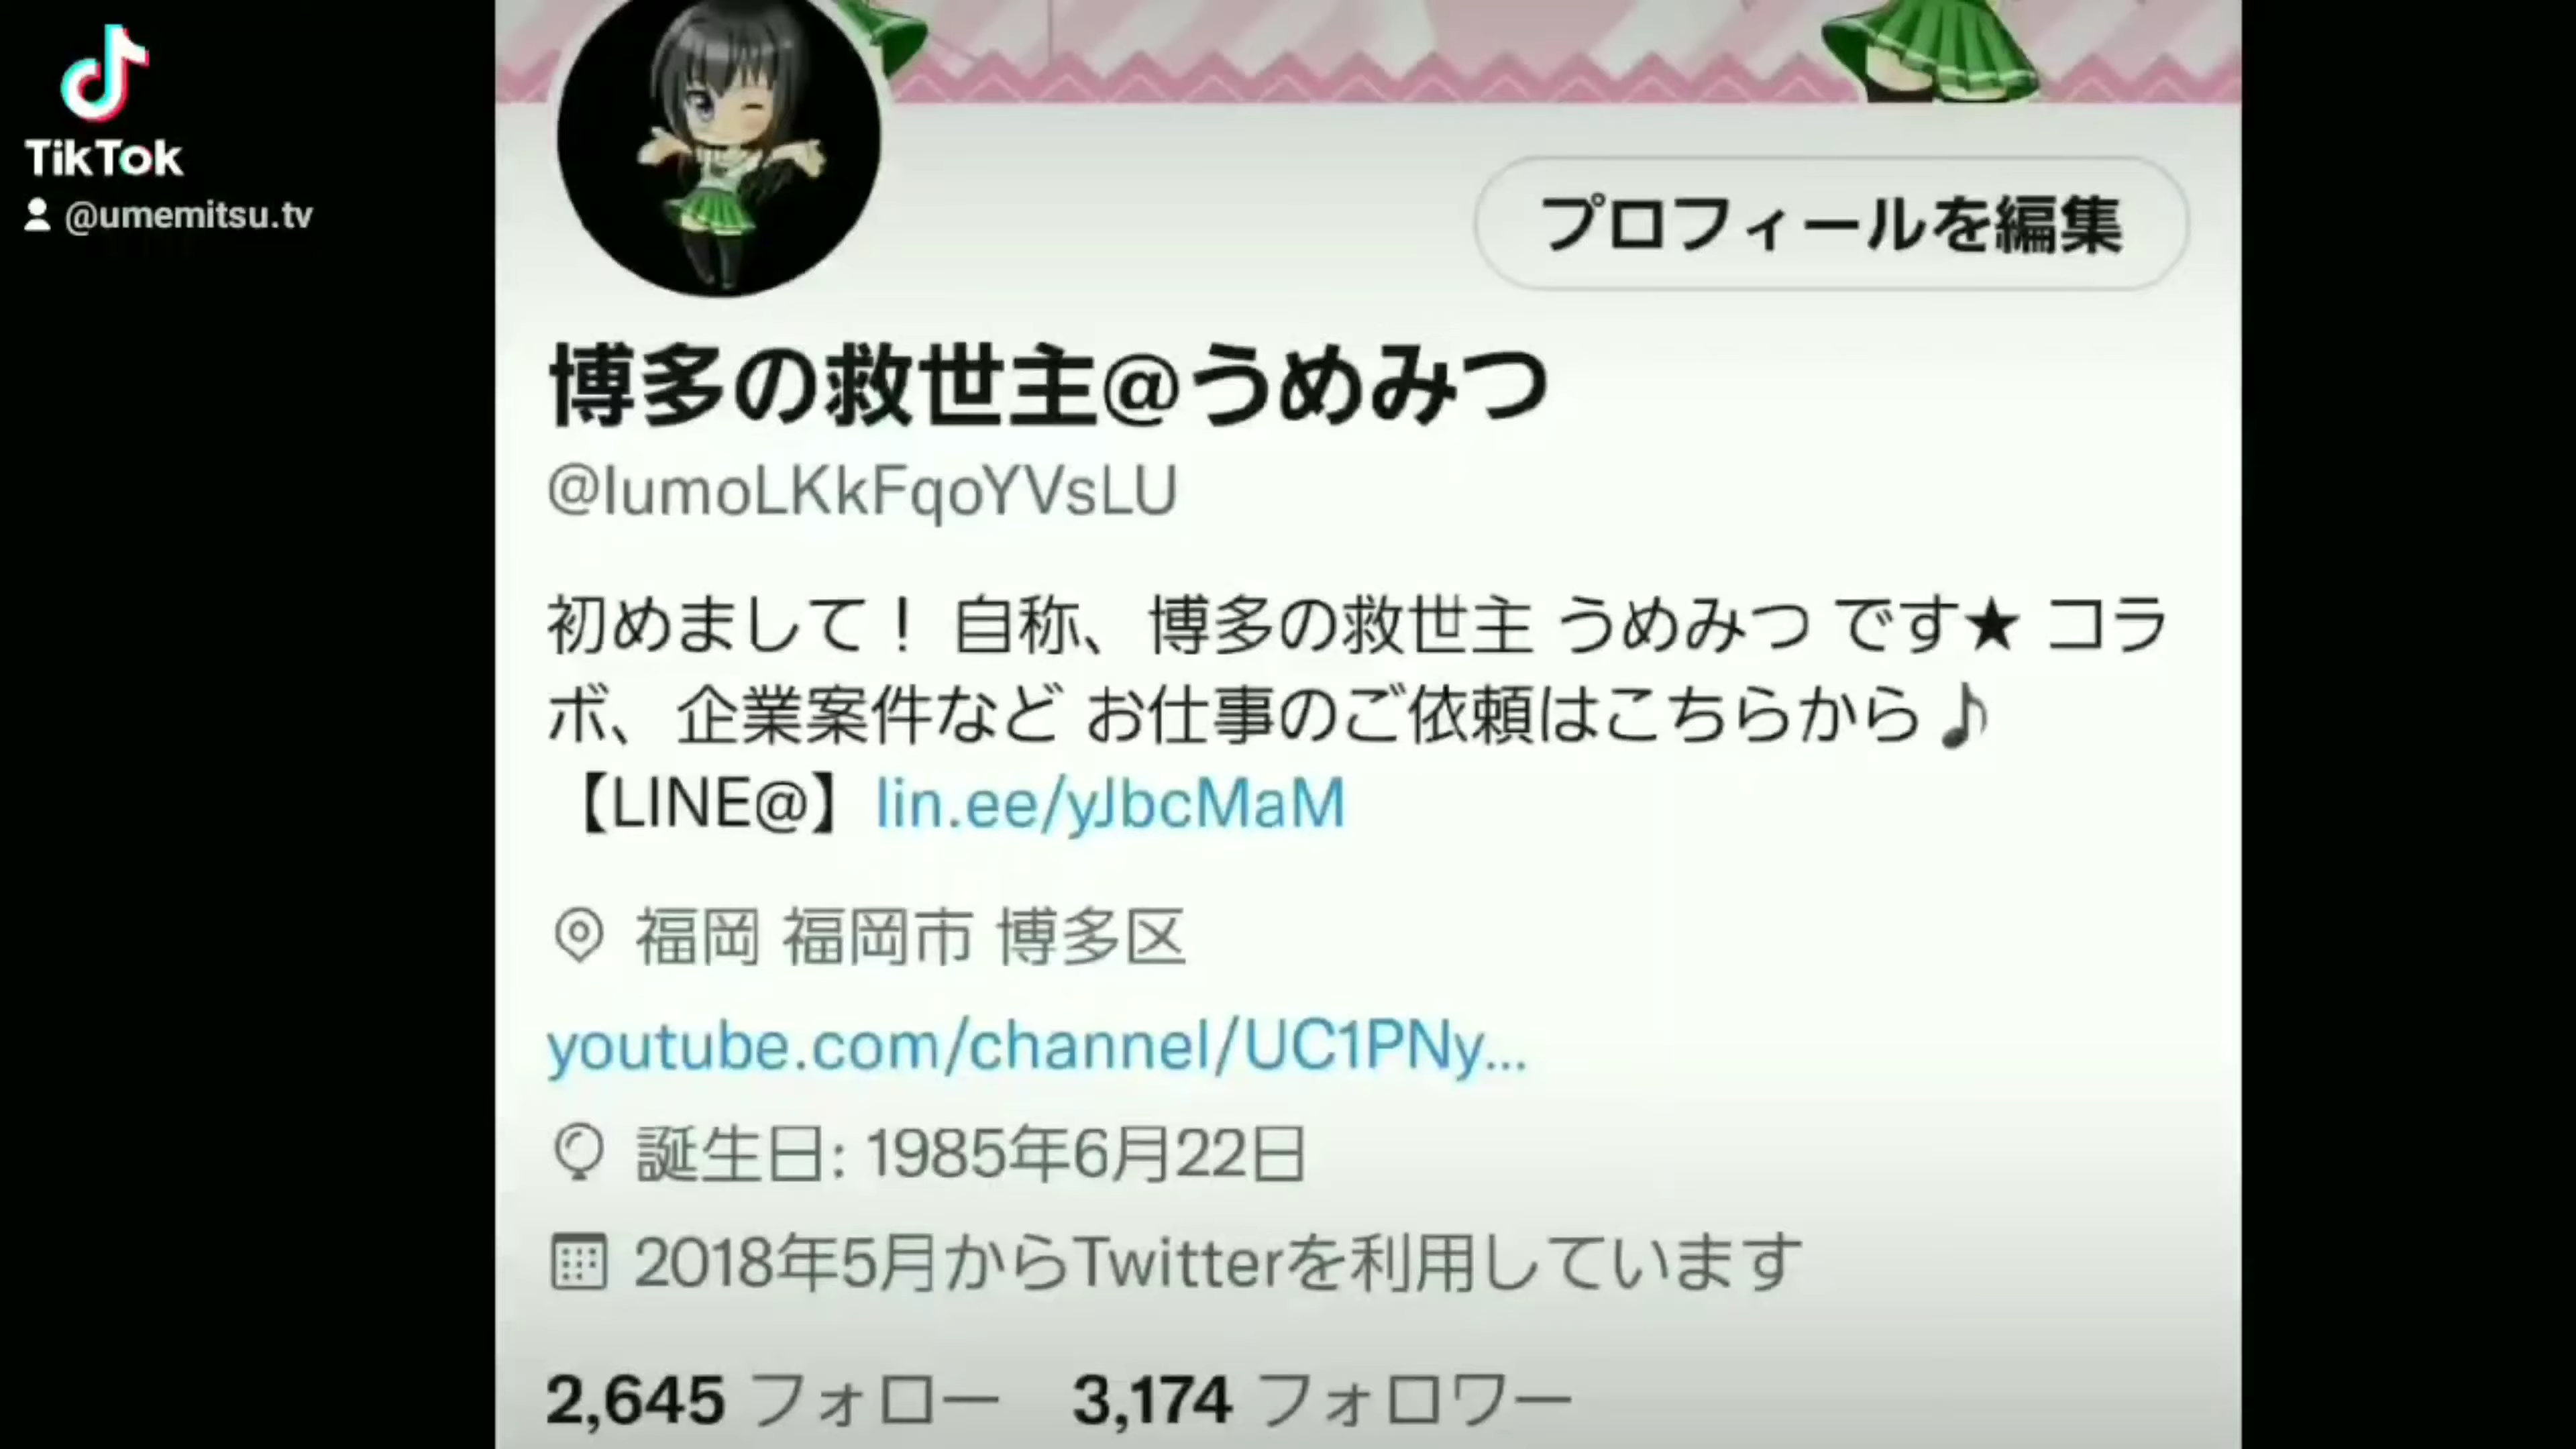 TikTok
@umemitsu.tv
プロフィールを編集
博多の救世主@うめみつ
@IumoLKkFqoYVsLU
初めまして！ 自称、博多の救世主 うめみつ です★ コラ
ボ、企業案件など お仕事のご依頼はこちらから♪
【LINE@】lin.ee/yJbcMaM
福岡 福岡市 博多区
youtube.com/channel/UC1PNy...
誕生日: 1985年6月22日
2018年5月からTwitterを利用しています
2,645 フォロー 3,174 フォロワー